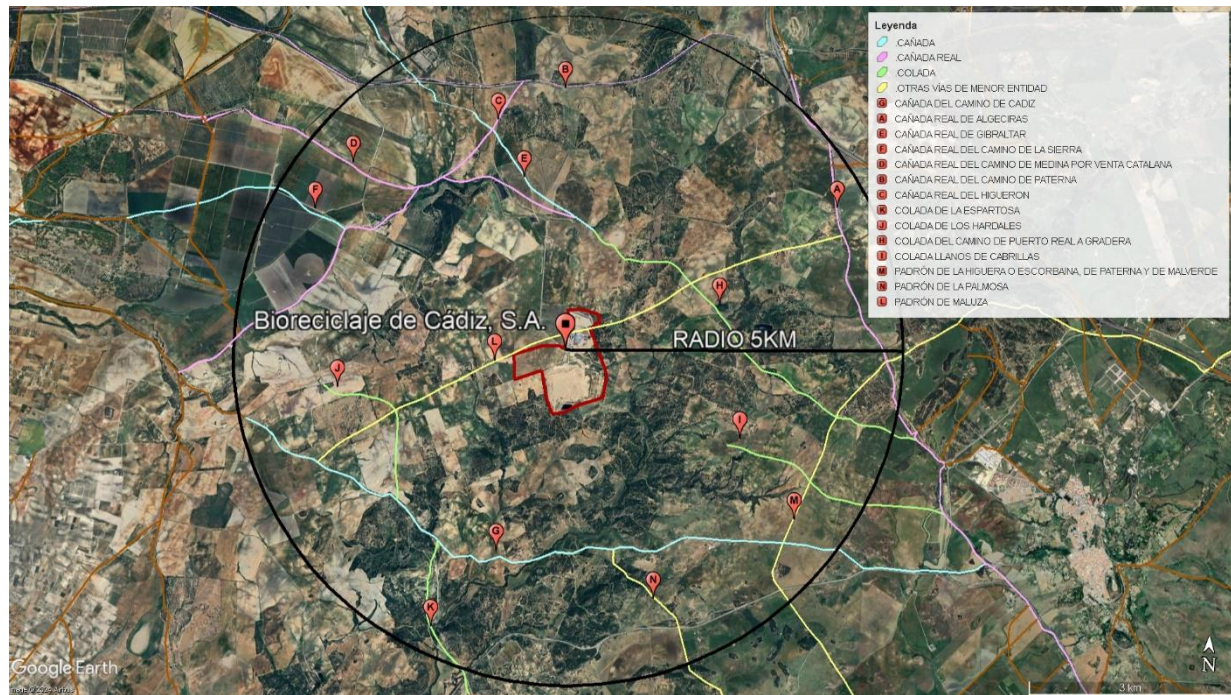 Leyenda
.CAÑADA
.CAÑADA REAL
.COLADA
.OTRAS VÍAS DE MENOR ENTIDAD
G CAÑADA DEL CAMINO DE CADIZ
A CAÑADA REAL DE ALGECIRAS
E CAÑADA REAL DE GIBRALTAR
F CAÑADA REAL DEL CAMINO DE LA SIERRA
D CAÑADA REAL DEL CAMINO DE MEDINA POR VENTA CATALANA
B CAÑADA REAL DEL CAMINO DE PATERNA
C CAÑADA REAL DEL HIGUERON
K COLADA DE LA ESPARTOSA
J COLADA DE LOS HARDALES
H COLADA DEL CAMINO DE PUERTO REAL A GRADERA
I COLADA LLANOS DE CABRILLAS
M PADRÓN DE LA HIGUERA O ESCORBAINA, DE PATERNA Y DE MALVERDE
N PADRÓN DE LA PALMOSA
L PADRÓN DE MALUZA
B
C
D
E
F
A
H
Bioreciclaje de Cádiz, S.A.
RADIO 5KM
L
J
I
M
G
N
K
Google Earth
N
3 km